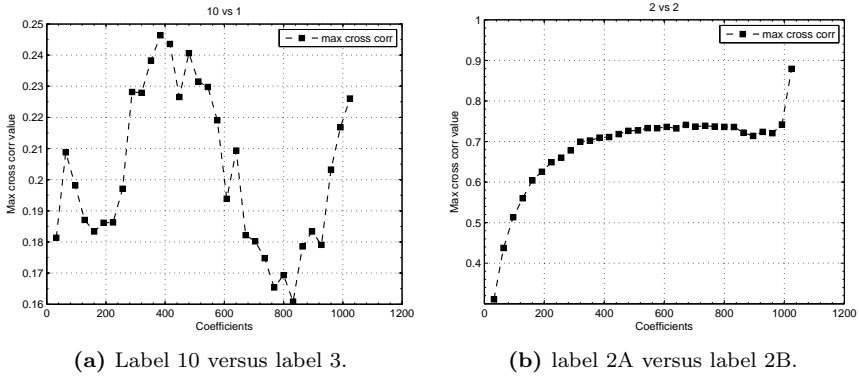 10 vs 1
max cross corr
0.25
0.24
0.23
0.22
0.21
0.2
0.19
0.18
0.17
0.16
Max cross corr value
0 200 400 600 800 1000 1200
Coefficients
(a) Label 10 versus label 3.
2 vs 2
max cross corr
1
0.9
0.8
0.7
0.6
0.5
0.4
Max cross corr value
0 200 400 600 800 1000 1200
Coefficients
(b) label 2A versus label 2B.